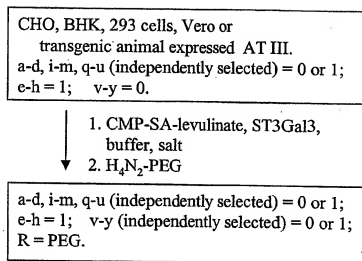 CHO, BHK, 293 cells, Vero or
transgenic animal expressed AT III.
a-d, i-m, q-u (independently selected) = 0 or 1;
e-h = 1; v-y = 0.
1. CMP-SA-levulinate, ST3Gal3,
buffer, salt
2. H₄N₂-PEG
a-d, i-m, q-u (independently selected) = 0 or 1;
e-h = 1; v-y (independently selected) = 0 or 1;
R = PEG.